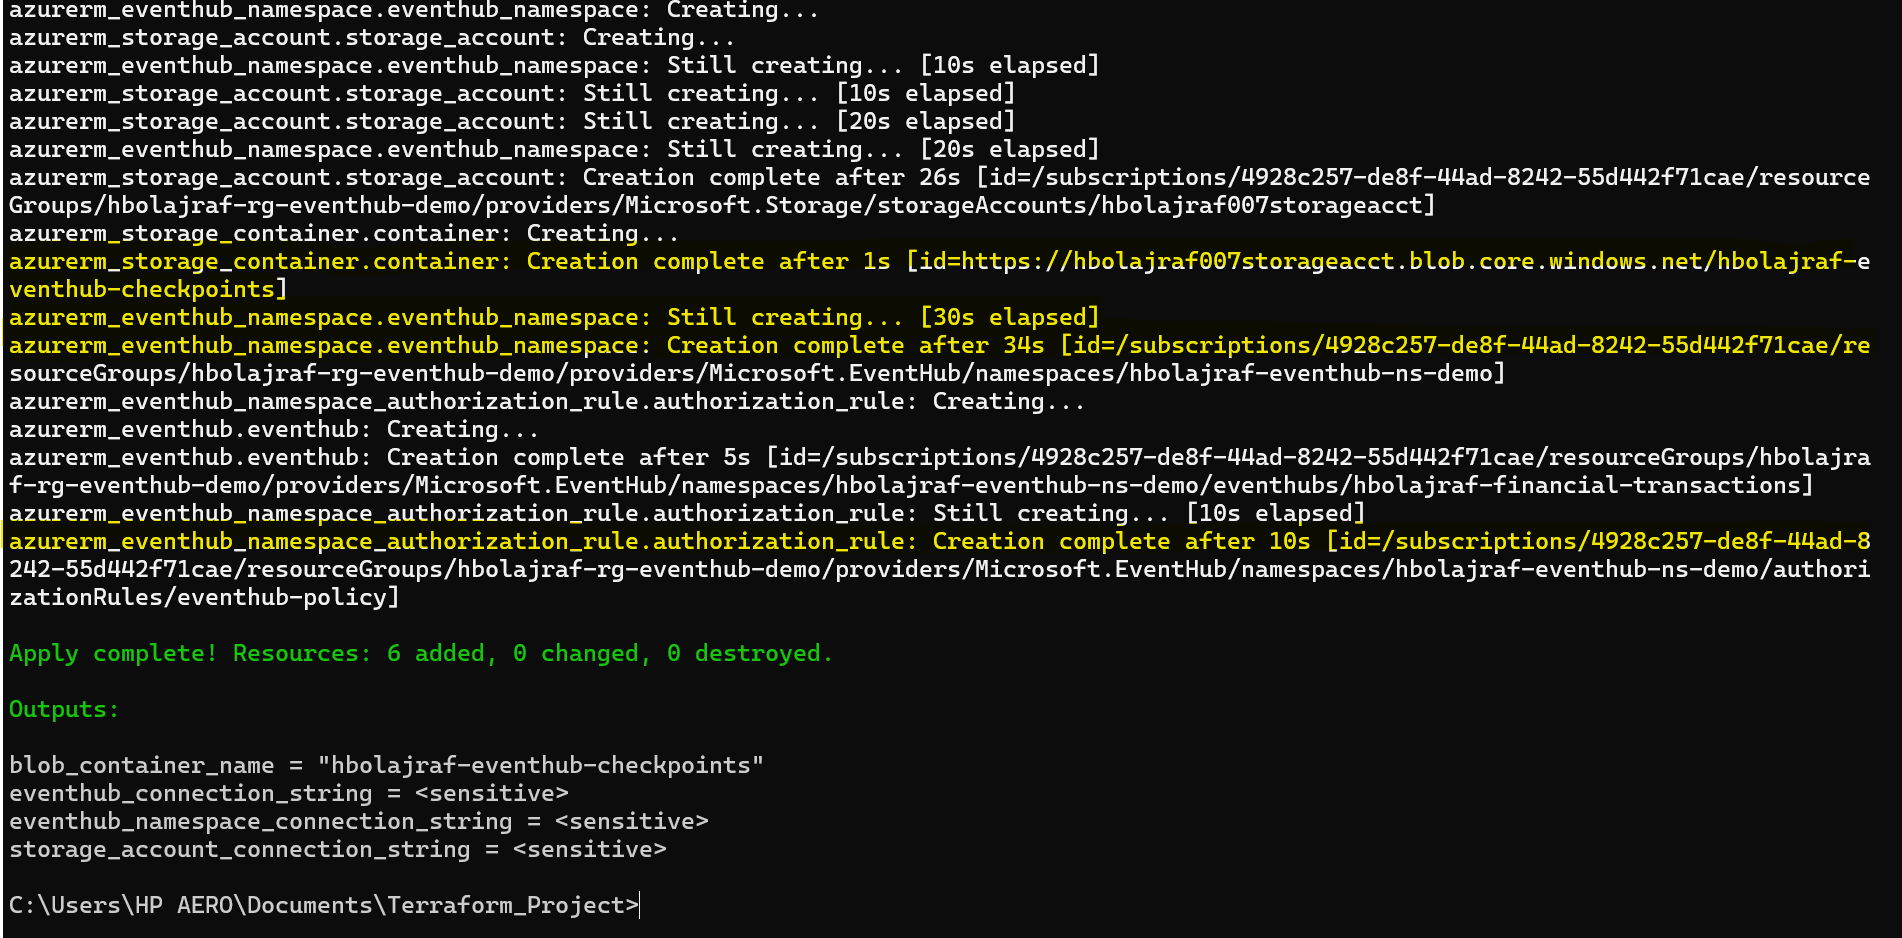 azurerm_eventhub_namespace.eventhub_namespace: Creating...
azurerm_storage_account.storage_account: Creating...
azurerm_eventhub_namespace.eventhub_namespace: Still creating... [10s elapsed]
azurerm_storage_account.storage_account: Still creating... [10s elapsed]
azurerm_storage_account.storage_account: Still creating... [20s elapsed]
azurerm_eventhub_namespace.eventhub_namespace: Still creating... [20s elapsed]
azurerm_storage_account.storage_account: Creation complete after 26s [id=/subscriptions/4928c257-de8f-44ad-8242-55d442f71cae/resource
Groups/hbolajraf-rg-eventhub-demo/providers/Microsoft.Storage/storageAccounts/hbolajraf007storageacct]
azurerm_storage_container.container: Creating...
azurerm_storage_container.container: Creation complete after 1s [id=https://hbolajraf007storageacct.blob.core.windows.net/hbolajraf-e
venthub-checkpoints]
azurerm_eventhub_namespace.eventhub_namespace: Still creating... [30s elapsed]
azurerm_eventhub_namespace.eventhub_namespace: Creation complete after 34s [id=/subscriptions/4928c257-de8f-44ad-8242-55d442f71cae/re
sourceGroups/hbolajraf-rg-eventhub-demo/providers/Microsoft.EventHub/namespaces/hbolajraf-eventhub-ns-demo]
azurerm_eventhub_namespace_authorization_rule.authorization_rule: Creating...
azurerm_eventhub.eventhub: Creating...
azurerm_eventhub.eventhub: Creation complete after 5s [id=/subscriptions/4928c257-de8f-44ad-8242-55d442f71cae/resourceGroups/hbolajra
f-rg-eventhub-demo/providers/Microsoft.EventHub/namespaces/hbolajraf-eventhub-ns-demo/eventhubs/hbolajraf-financial-transactions]
azurerm_eventhub_namespace_authorization_rule.authorization_rule: Still creating... [10s elapsed]
azurerm_eventhub_namespace_authorization_rule.authorization_rule: Creation complete after 10s [id=/subscriptions/4928c257-de8f-44ad-8
242-55d442f71cae/resourceGroups/hbolajraf-rg-eventhub-demo/providers/Microsoft.EventHub/namespaces/hbolajraf-eventhub-ns-demo/authori
zationRules/eventhub-policy]
Apply complete! Resources: 6 added, 0 changed, 0 destroyed.
Outputs:
blob_container_name = "hbolajraf-eventhub-checkpoints"
eventhub_connection_string = <sensitive>
eventhub_namespace_connection_string = <sensitive>
storage_account_connection_string = <sensitive>
C:\Users\HP AERO\Documents\Terraform_Project>